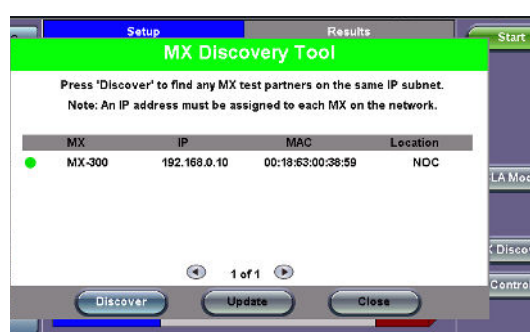 Setup Results
Start
MX Discovery Tool
Press 'Discover' to find any MX test partners on the same IP subnet.
Note: An IP address must be assigned to each MX on the network.
MX IP MAC Location
MX-300 192.168.0.10 00:18:63:00:38:59 NOC
LA Mod
Disco
1 of 1
Contro
Discover Update Close